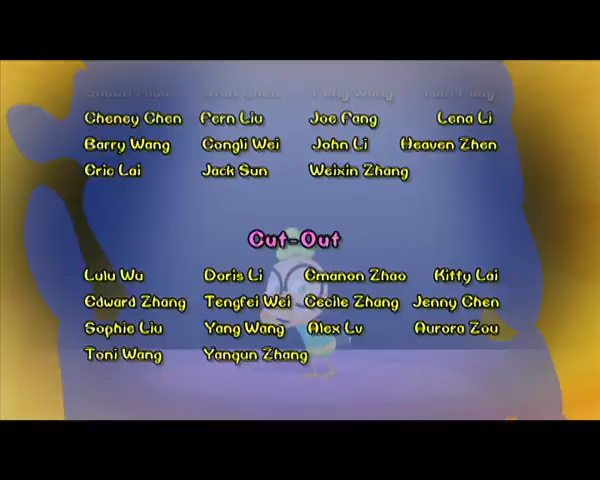 Cheney Chen Fern Liu Joe Fang Lena Li
Barry Wang Congli Wei John Li Heaven Zhen
Eric Lai Jack Sun Weixin Zhang
Cut-Out
Lulu Wu Doris Li Emanon Zhao Kitty Lai
Edward Zhang Tengfei Wei Cecile Zhang Jenny Chen
Sophie Liu Yang Wang Alex Lv Aurora Zou
Toni Wang Yanqun Zhang